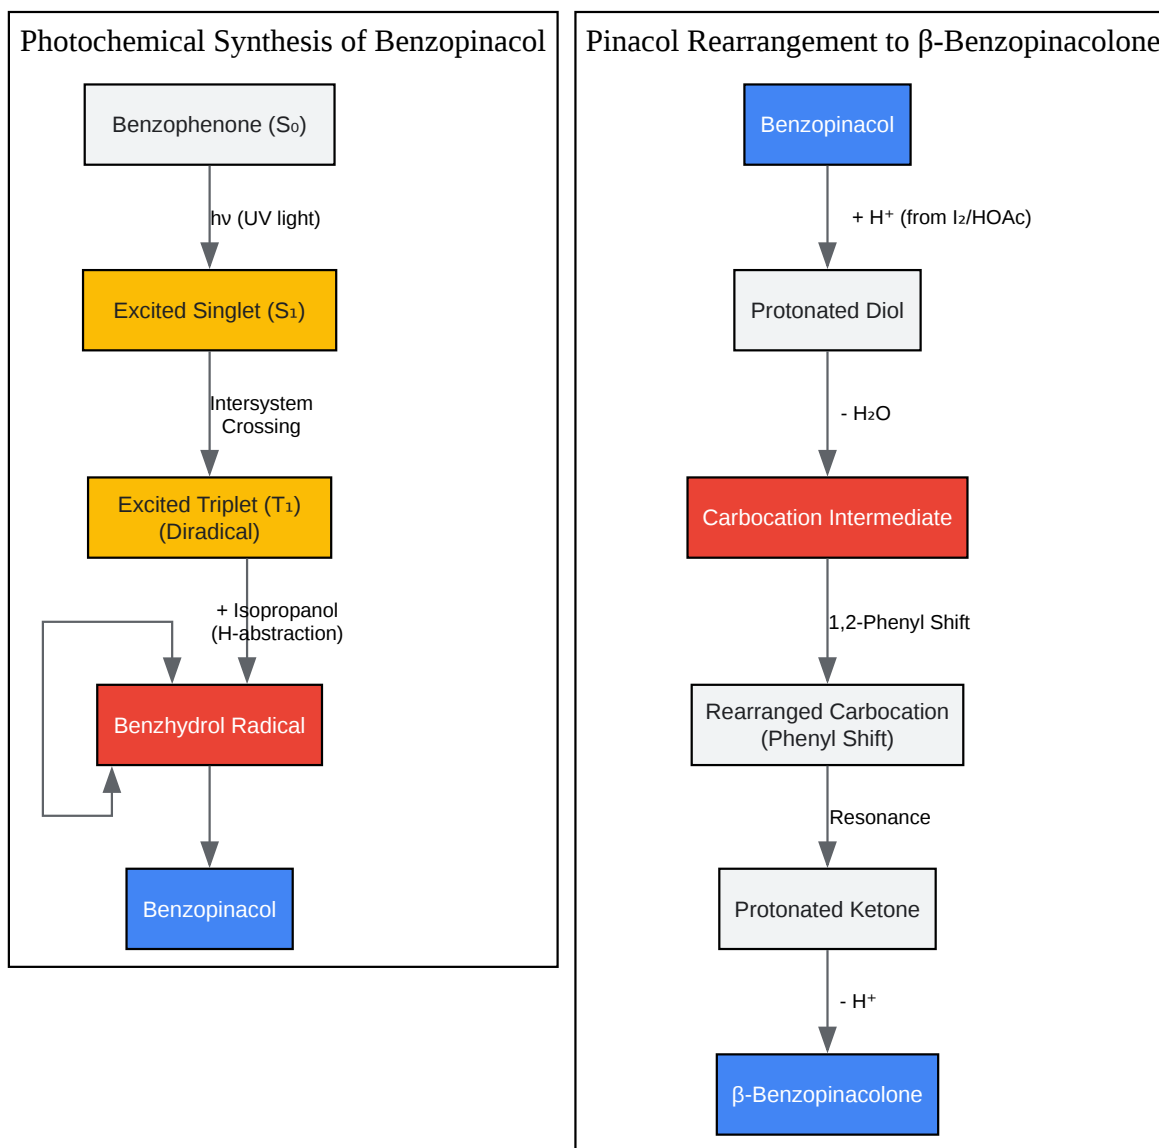 Photochemical Synthesis of Benzopinacol
Benzophenone (S₀)
hν (UV light)
Excited Singlet (S₁)
Intersystem
Crossing
Excited Triplet (T₁)
(Diradical)
+ Isopropanol
(H-abstraction)
Benzhydrol Radical
Benzopinacol
Pinacol Rearrangement to β-Benzopinacolone
Benzopinacol
+ H⁺ (from I₂/HOAc)
Protonated Diol
- H₂O
Carbocation Intermediate
1,2-Phenyl Shift
Rearranged Carbocation
(Phenyl Shift)
Resonance
Protonated Ketone
- H⁺
β-Benzopinacolone